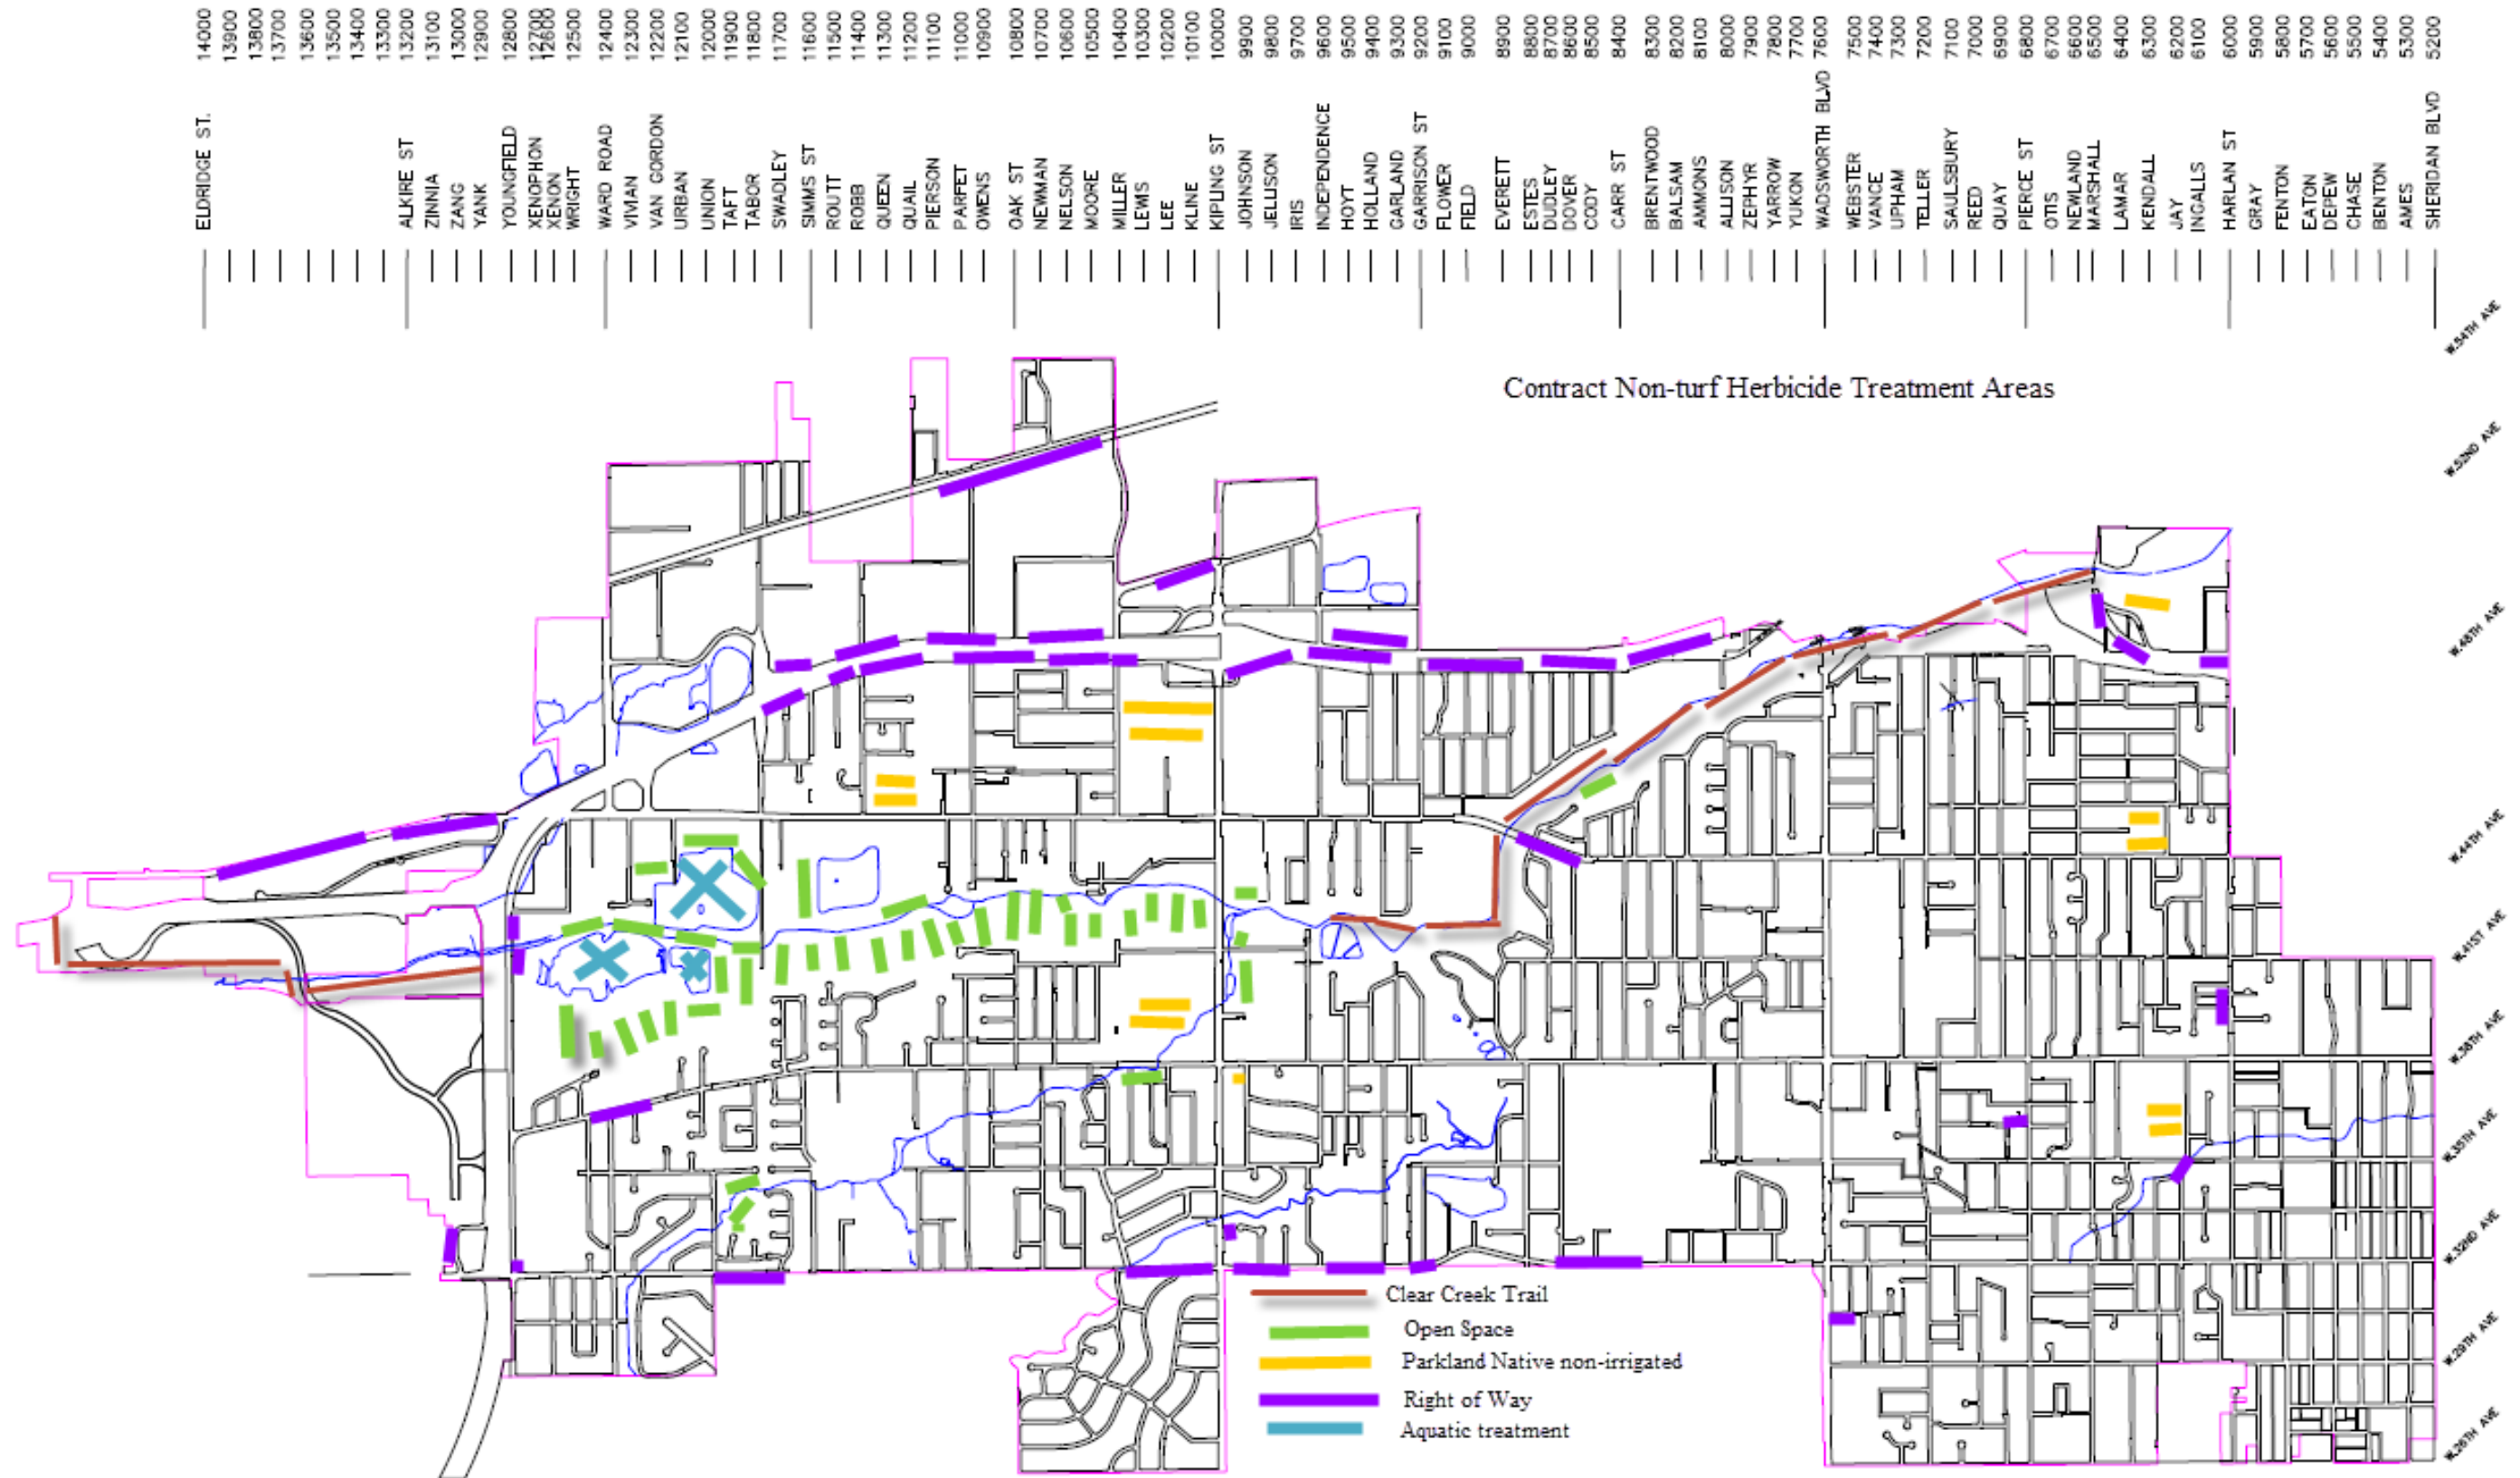 14000
13900
13800
13700
13600
13500
13400
13300
13200
13100
13000
12900
12800
12700
12600
12500
12400
12300
12200
12100
12000
11900
11800
11700
11600
11500
11400
11300
11200
11100
11000
10900
10800
10700
10600
10500
10400
10300
10200
10100
10000
9900
9800
9700
9600
9500
9400
9300
9200
9100
9000
8900
8800
8700
8600
8500
8400
8300
8200
8100
8000
7900
7800
7700
7600
7500
7400
7300
7200
7100
7000
6900
6800
6700
6600
6500
6400
6300
6200
6100
6000
5900
5800
5700
5600
5500
5400
5300
5200
ELDRIDGE ST.
ALKIRE ST
ZINNIA
ZANG
YANK
YOUNGFIELD
XENOPHON
XENON
WRIGHT
WARD ROAD
VIVIAN
VAN GORDON
URBAN
UNION
TAFT
TABOR
SWADLEY
SIMMS ST
ROUTT
ROBB
QUEEN
QUAIL
PIERSON
PARFET
OWENS
OAK ST
NEWMAN
NELSON
MOORE
MILLER
LEWIS
LEE
KLINE
KIPLING ST
JOHNSON
JELLISON
IRIS
INDEPENDENCE
HOYT
HOLLAND
GARLAND
GARRISON ST
FLOWER
FIELD
EVERETT
ESTES
DUDLEY
DOVER
CODY
CARR ST
BRENTWOOD
BALSAM
AMMONS
ALLISON
ZEPHYR
YARROW
YUKON
WADSWORTH BLVD
WEBSTER
VANCE
UPHAM
TELLER
SAULSBURY
REED
QUAY
PIERCE ST
OTIS
NEWLAND
MARSHALL
LAMAR
KENDALL
JAY
INGALLS
HARLAN ST
GRAY
FENTON
EATON
DEPEW
CHASE
BENTON
AMES
SHERIDAN BLVD
W.54TH AVE
Contract Non-turf Herbicide Treatment Areas
W.52ND AVE
W.48TH AVE
W.44TH AVE
W.41ST AVE
W.38TH AVE
W.35TH AVE
W.32ND AVE
Clear Creek Trail
Open Space
W.29TH AVE
Parkland Native non-irrigated
Right of Way
Aquatic treatment
W.26TH AVE